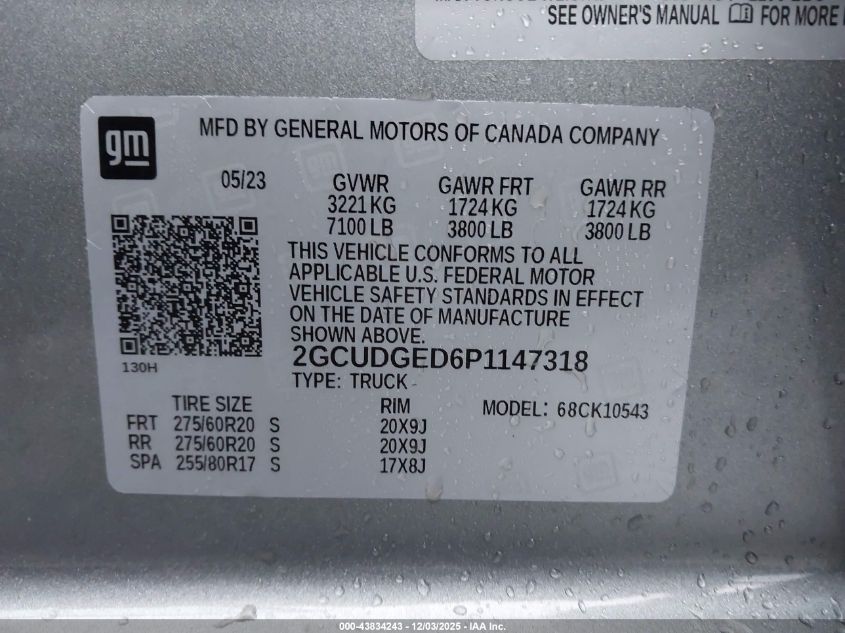 SEE OWNER'S MANUAL FOR MORE
gm
MFD BY GENERAL MOTORS OF CANADA COMPANY
05/23 GVWR GAWR FRT GAWR RR
3221 KG 1724 KG 1724 KG
7100 LB 3800 LB 3800 LB
THIS VEHICLE CONFORMS TO ALL
APPLICABLE U.S. FEDERAL MOTOR
VEHICLE SAFETY STANDARDS IN EFFECT
ON THE DATE OF MANUFACTURE
SHOWN ABOVE.
2GCUDGED6P1147318
130H
TYPE: TRUCK
TIRE SIZE RIM MODEL: 68CK10543
FRT 275/60R20 S 20X9J
RR 275/60R20 S 20X9J
SPA 255/80R17 S 17X8J
000-43834243 - 12/03/2025 - IAA Inc.